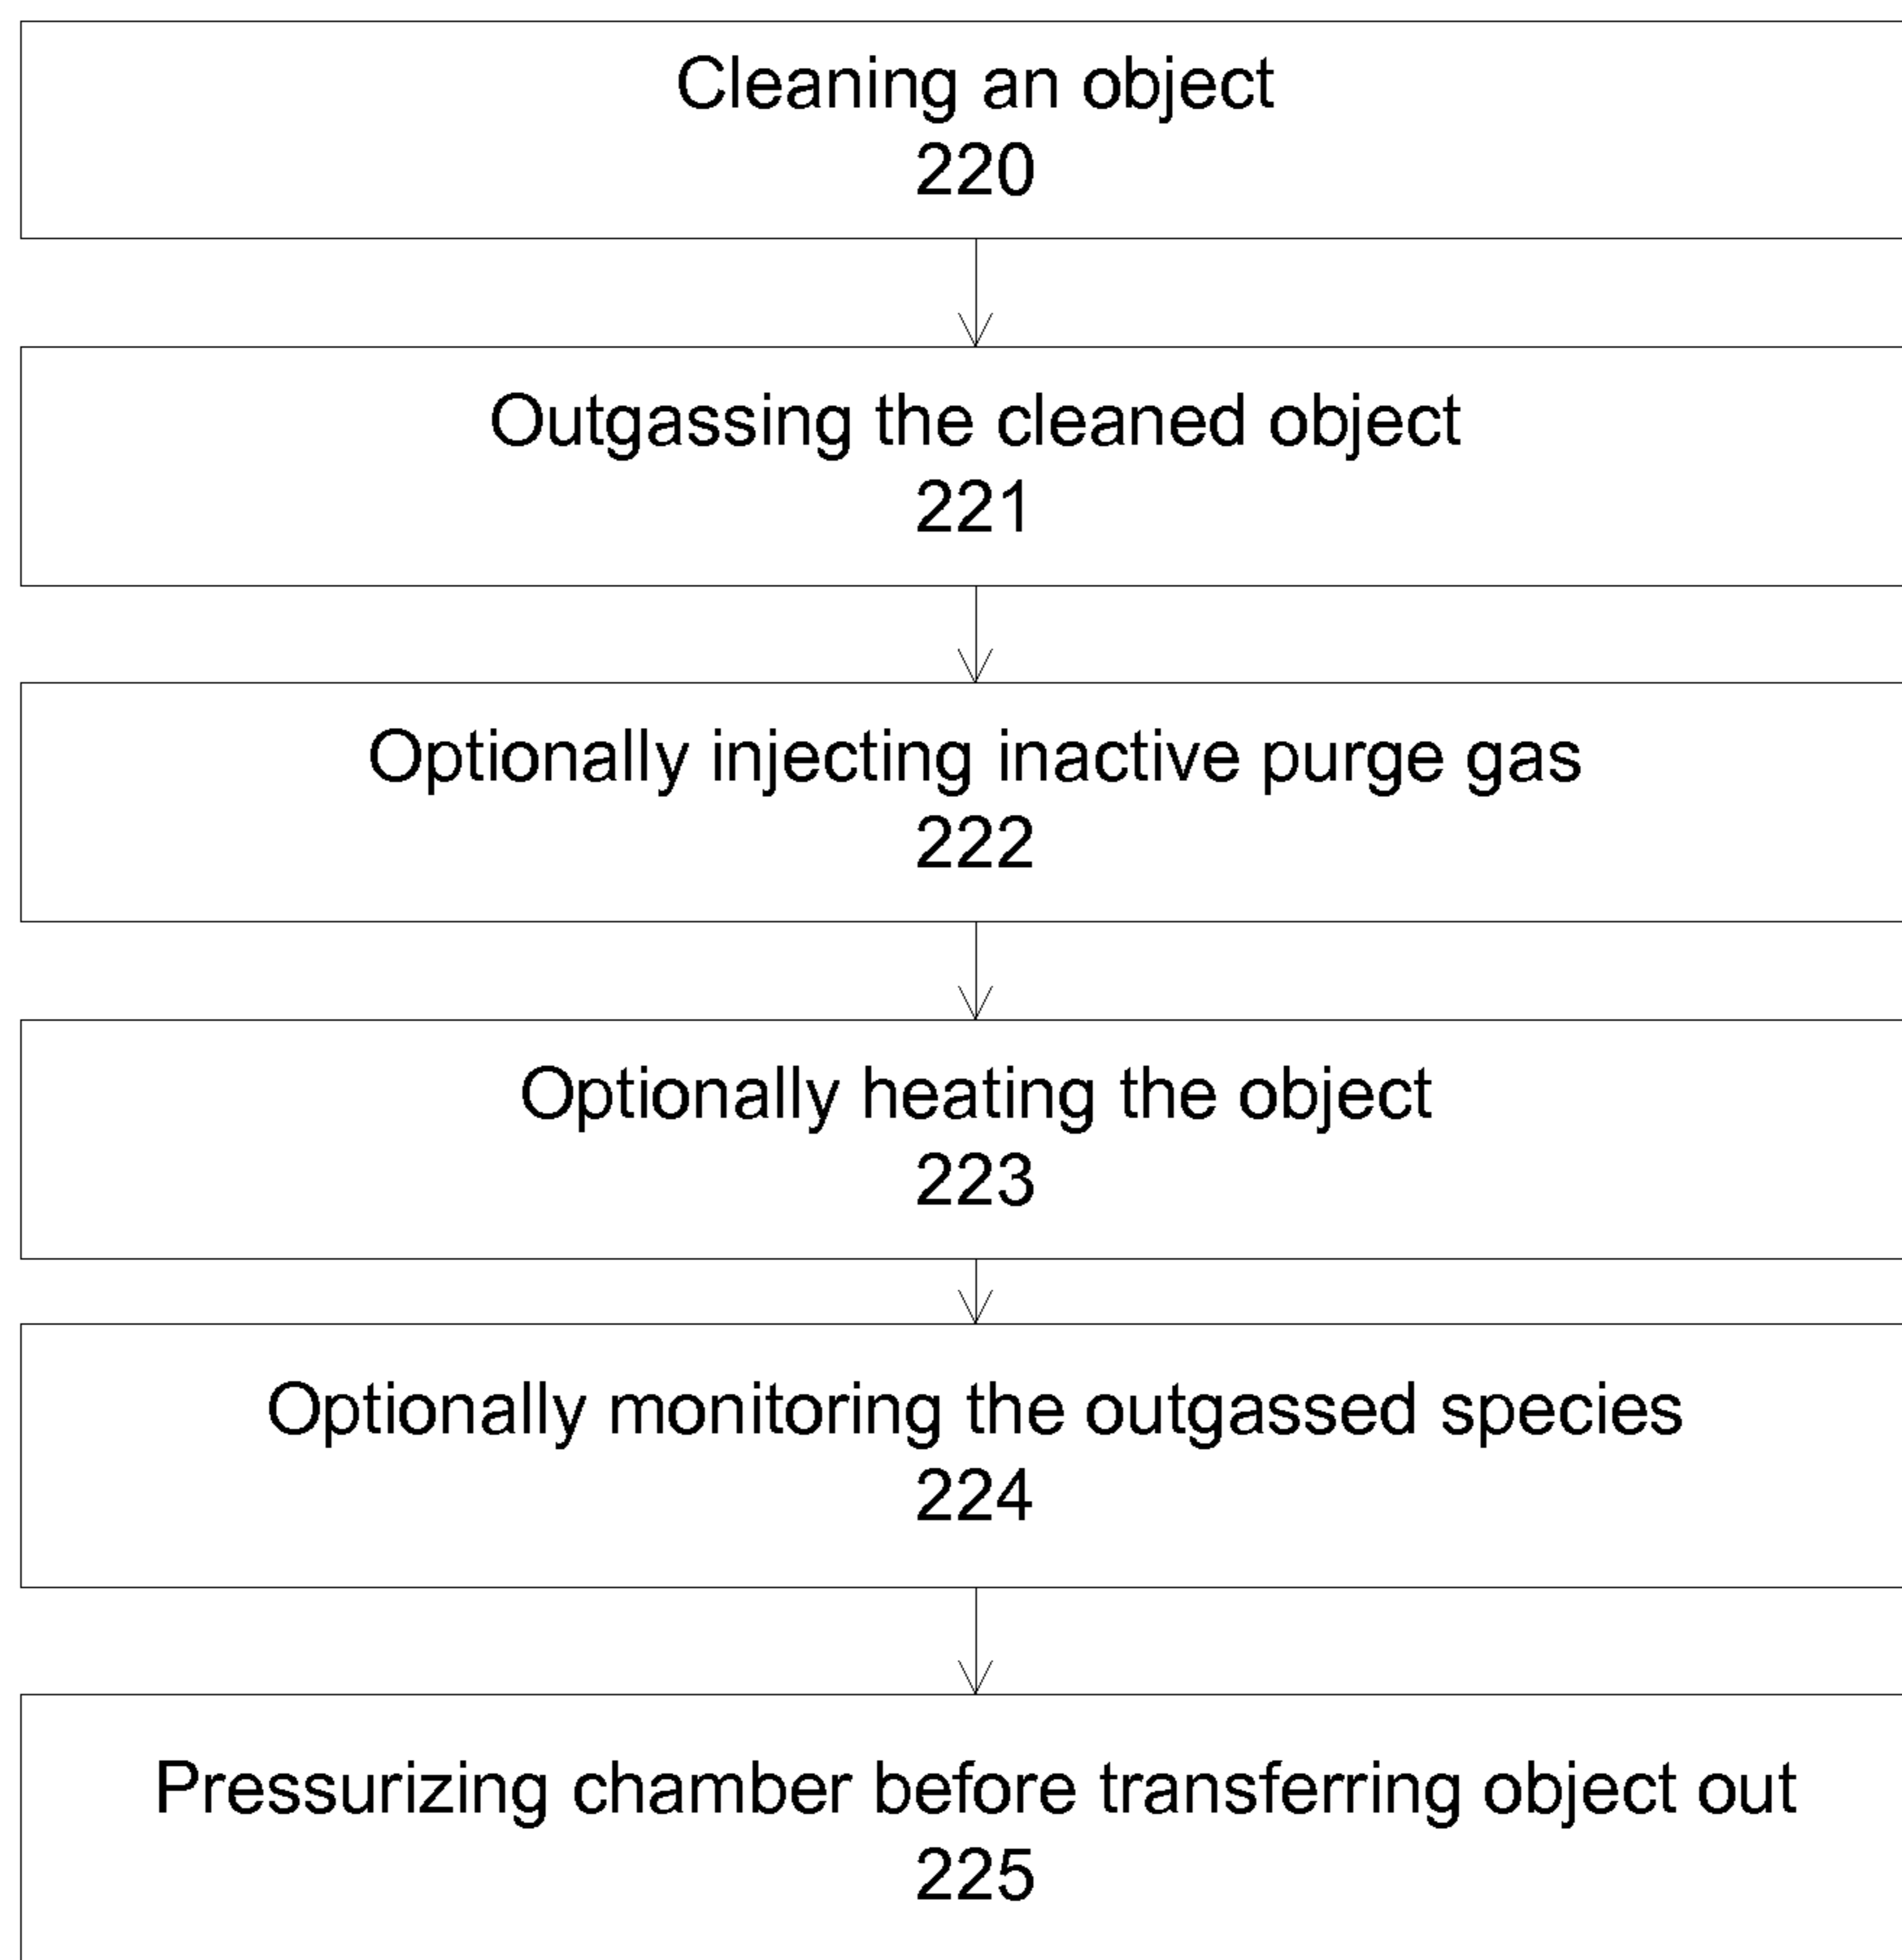 Cleaning an object
220
Outgassing the cleaned object
221
Optionally injecting inactive purge gas
222
Optionally heating the object
223
Optionally monitoring the outgassed species
224
Pressurizing chamber before transferring object out
225